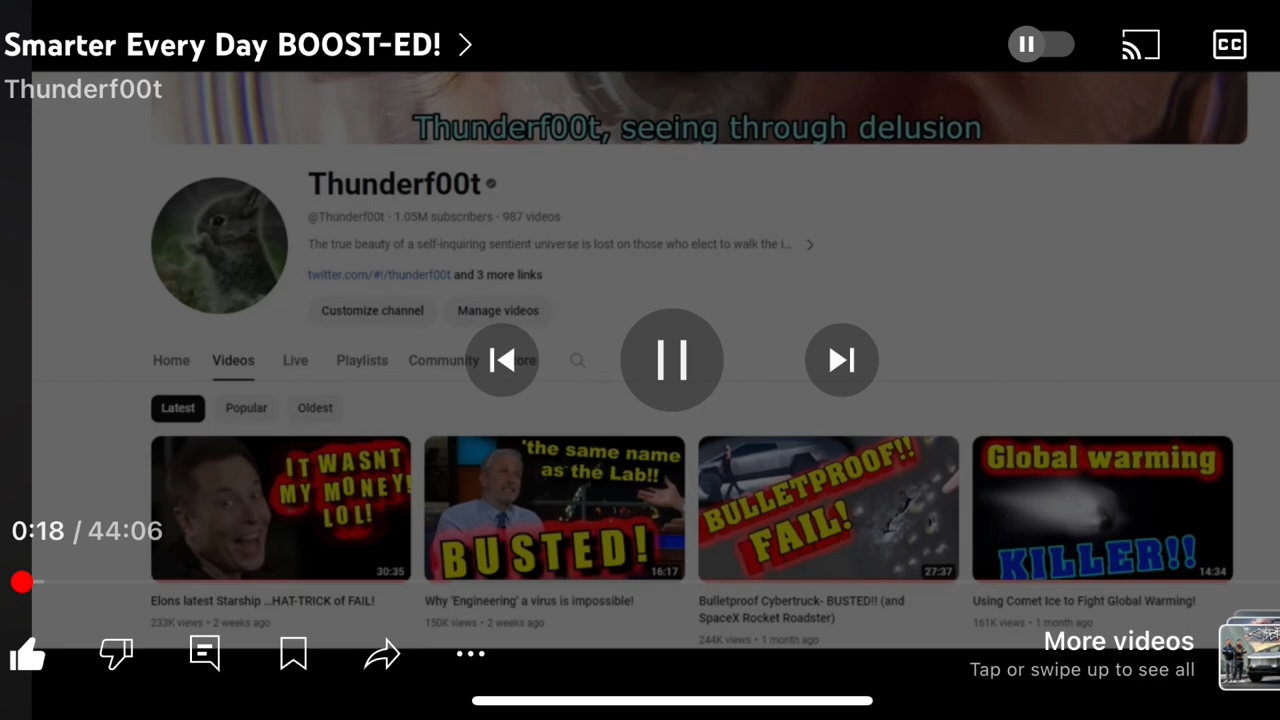 Smarter Every Day BOOST-ED!
CC
Thunderf00t
Thunderf00t, seeing through delusion
Thunderf00t
@Thunderf00t · 1.05M subscribers · 987 videos
The true beauty of a self-inquiring sentient universe is lost on those who elect to walk the i...
twitter.com/#!/thunderf00t and 3 more links
Customize channel Manage videos
Home Videos Live Playlists Community
Latest Popular Oldest
IT WASNT
MY MONEY!
LOL!
30:35
'the same name
as the Lab!!
BUSTED!
16:17
BULLETPROOF!!
FAIL!
27:37
Global warming
KILLER!!
14:34
0:18 / 44:06
Elons latest Starship ...HAT-TRICK of FAIL!
233K views • 2 weeks ago
Why 'Engineering' a virus is impossible!
150K views • 2 weeks ago
Bulletproof Cybertruck- BUSTED!! (and
SpaceX Rocket Roadster)
244K views • 1 month ago
Using Comet Ice to Fight Global Warming!
161K views • 1 month ago
More videos
Tap or swipe up to see all